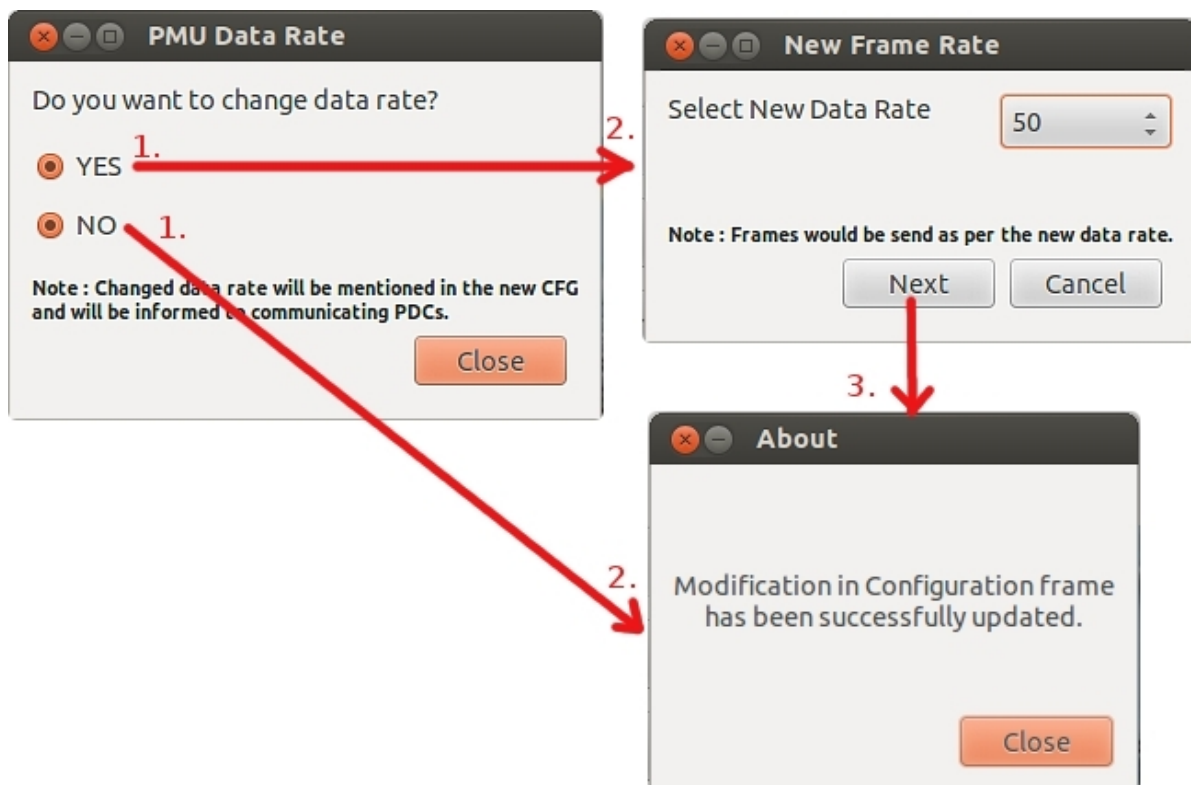 PMU Data Rate
Do you want to change data rate?
YES
1.
NO
1.
Note : Changed data rate will be mentioned in the new CFG
and will be informed to communicating PDCs.
Close
2.
New Frame Rate
Select New Data Rate
50
Note : Frames would be send as per the new data rate.
Next
Cancel
3.
2.
About
Modification in Configuration frame
has been successfully updated.
Close